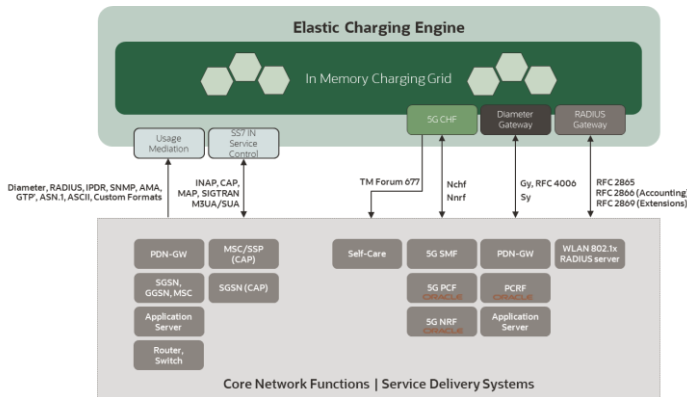 Elastic Charging Engine
In Memory Charging Grid
5G CHF
Diameter
Gateway
RADIUS
Gateway
Usage
Mediation
SS7 IN
Service
Control
Diameter, RADIUS, IPDR, SNMP, AMA,
GTP', ASN.1, ASCII, Custom Formats
INAP, CAP,
MAP, SIGTRAN
M3UA/SUA
TM Forum 677
Nchf
Nnrf
Gy, RFC 4006
Sy
RFC 2865
RFC 2866 (Accounting)
RFC 2869 (Extensions)
PDN-GW
SGSN,
GGSN, MSC
Application
Server
Router,
Switch
MSC/SSP
(CAP)
SGSN (CAP)
Self-Care
5G SMF
5G PCF
ORACLE
5G NRF
ORACLE
PDN-GW
PCRF
ORACLE
Application
Server
WLAN 802.1x
RADIUS server
Core Network Functions | Service Delivery Systems